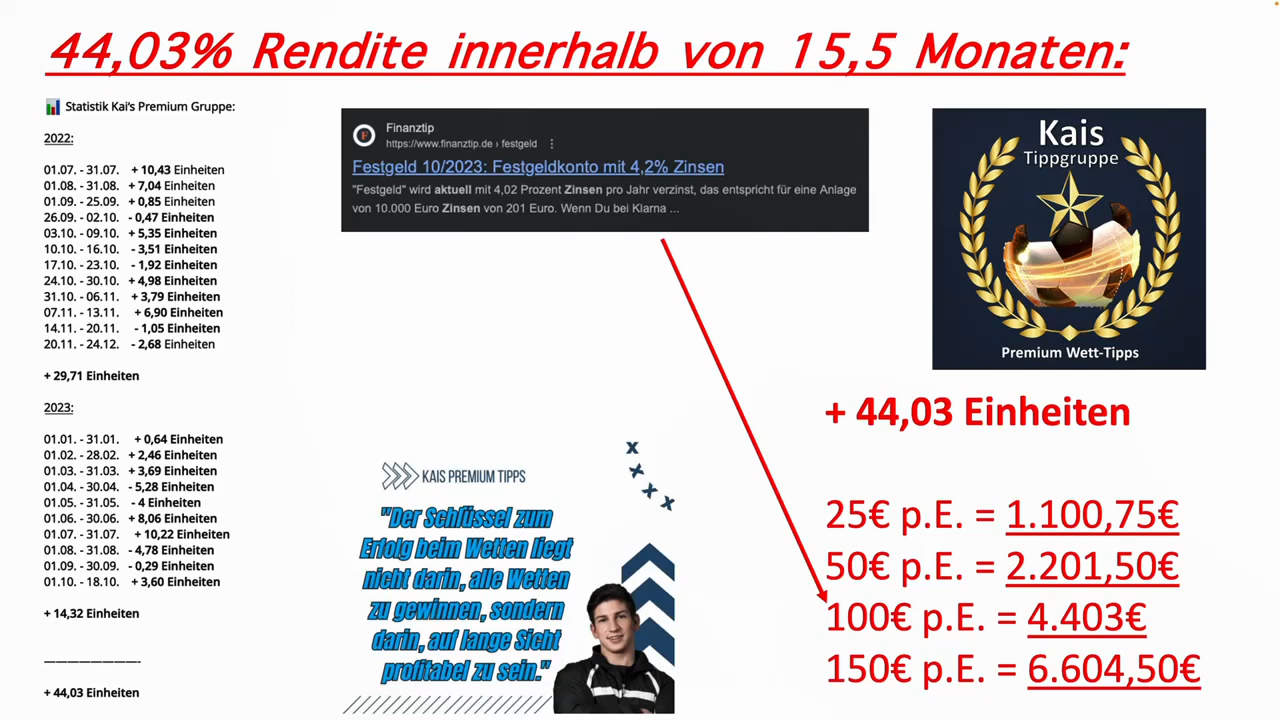 44,03% Rendite innerhalb von 15,5 Monaten:
Statistik Kai's Premium Gruppe:
2022:
01.07. - 31.07. + 10,43 Einheiten
01.08. - 31.08. + 7,04 Einheiten
01.09. - 25.09. + 0,85 Einheiten
26.09. - 02.10. - 0,47 Einheiten
03.10. - 09.10. + 5,35 Einheiten
10.10. - 16.10. - 3,51 Einheiten
17.10. - 23.10. - 1,92 Einheiten
24.10. - 30.10. + 4,98 Einheiten
31.10. - 06.11. + 3,79 Einheiten
07.11. - 13.11. + 6,90 Einheiten
14.11. - 20.11. - 1,05 Einheiten
20.11. - 24.12. - 2,68 Einheiten
+ 29,71 Einheiten
2023:
01.01. - 31.01. + 0,64 Einheiten
01.02. - 28.02. + 2,46 Einheiten
01.03. - 31.03. + 3,69 Einheiten
01.04. - 30.04. - 5,28 Einheiten
01.05. - 31.05. - 4 Einheiten
01.06. - 30.06. + 8,06 Einheiten
01.07. - 31.07. + 10,22 Einheiten
01.08. - 31.08. - 4,78 Einheiten
01.09. - 30.09. - 0,29 Einheiten
01.10. - 18.10. + 3,60 Einheiten
+ 14,32 Einheiten
————————-
+ 44,03 Einheiten
Finanztip
https://www.finanztip.de › festgeld
Festgeld 10/2023: Festgeldkonto mit 4,2% Zinsen
"Festgeld" wird aktuell mit 4,02 Prozent Zinsen pro Jahr verzinst, das entspricht für eine Anlage
von 10.000 Euro Zinsen von 201 Euro. Wenn Du bei Klarna ...
KAIS PREMIUM TIPPS
"Der Schlüssel zum
Erfolg beim Wetten liegt
nicht darin, alle Wetten
zu gewinnen, sondern
darin, auf lange Sicht
profitabel zu sein."
Kais
Tippgruppe
Premium Wett-Tipps
+ 44,03 Einheiten
25€ p.E. = 1.100,75€
50€ p.E. = 2.201,50€
100€ p.E. = 4.403€
150€ p.E. = 6.604,50€